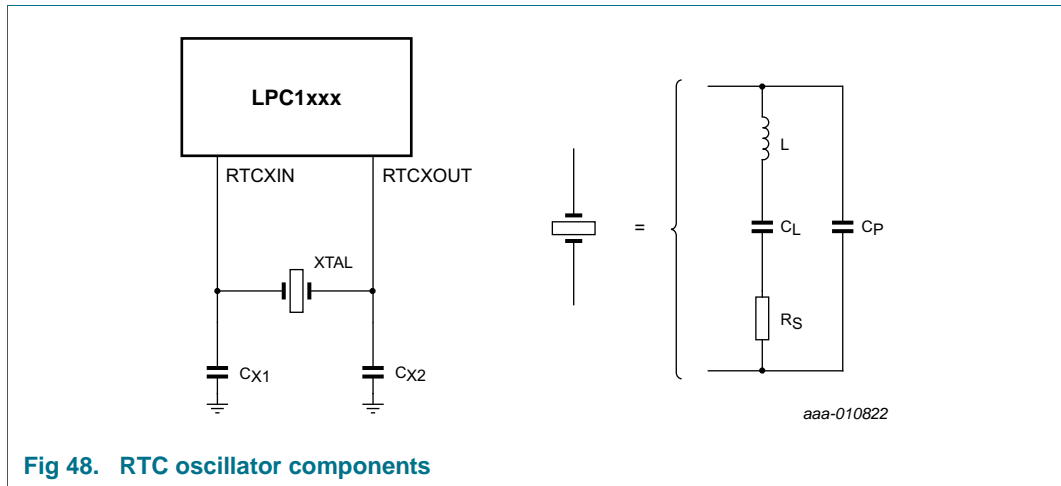 LPC1xxx
RTCXIN
RTCXOUT
XTAL
CX1
CX2
=
L
CL
CP
RS
aaa-010822
Fig 48. RTC oscillator components